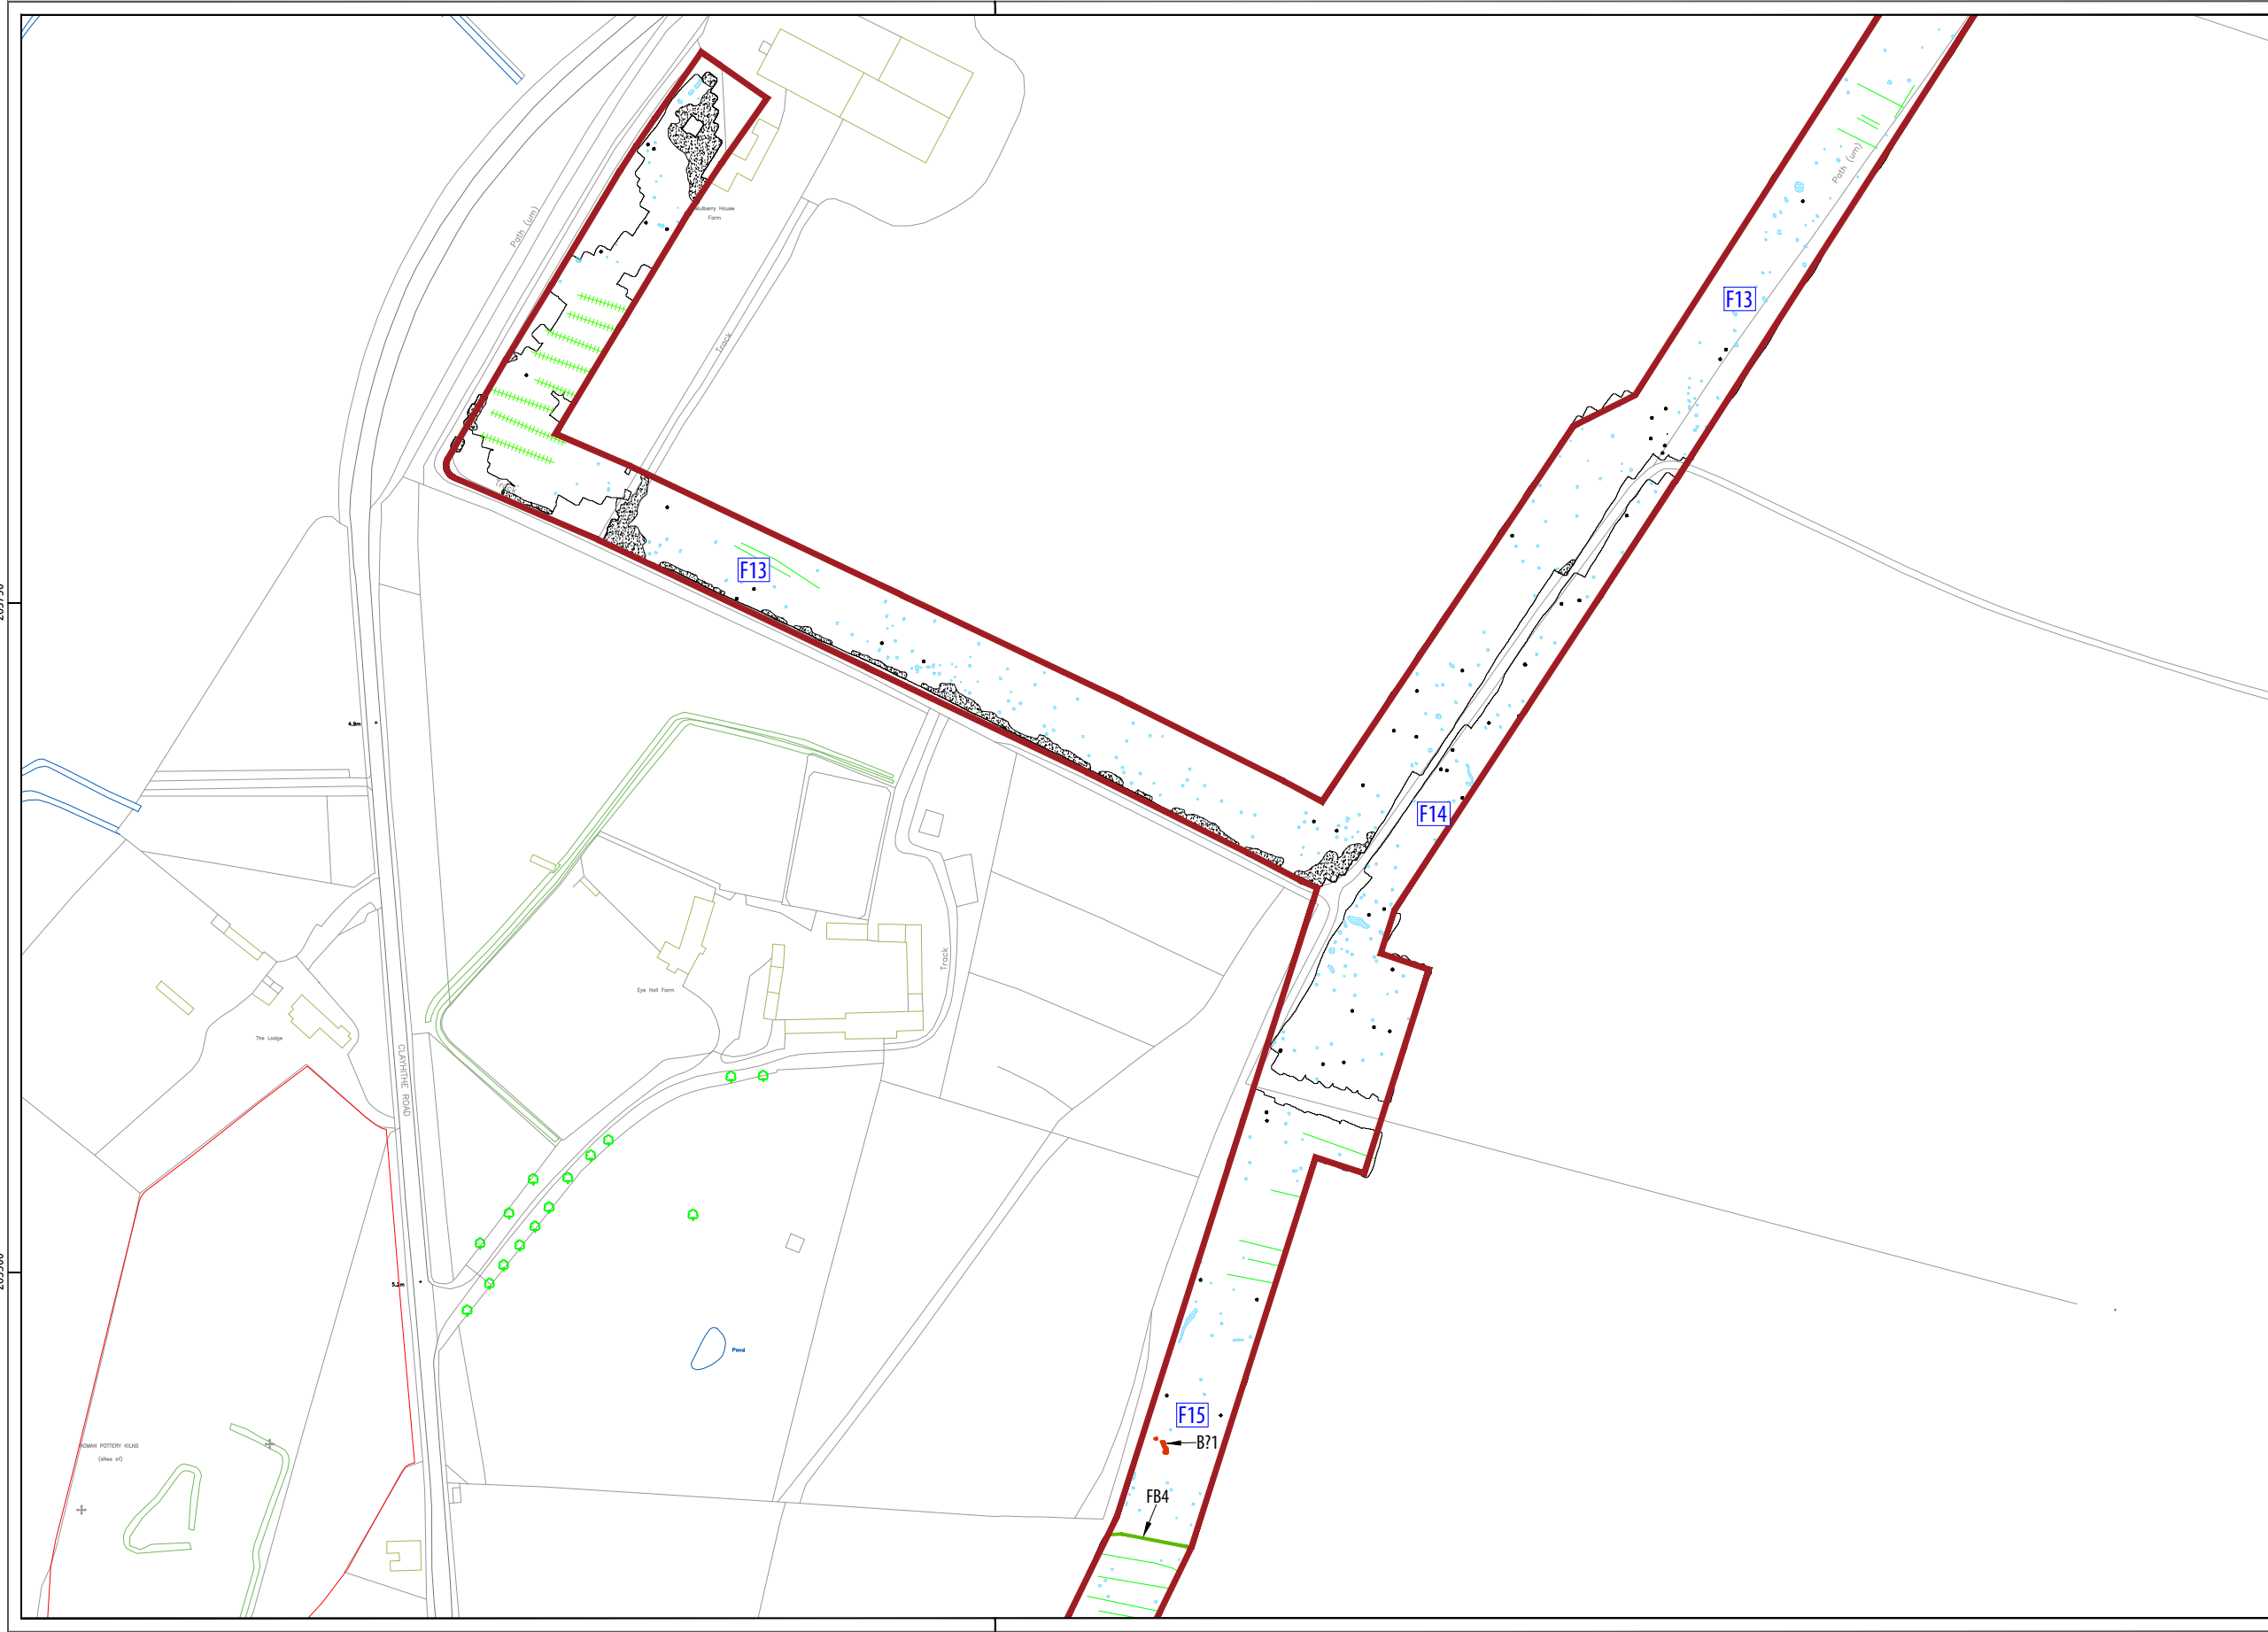 Path (um)
Path (um)
Mulberry House
Farm
F13
Track
Track
F13
4.9m
F14
Track
Eye Hall Farm
The Lodge
CLAYHITHE ROAD
5.2m
Pond
F15
B?1
ROMAN POTTERY KILNS
(sites of)
FB4